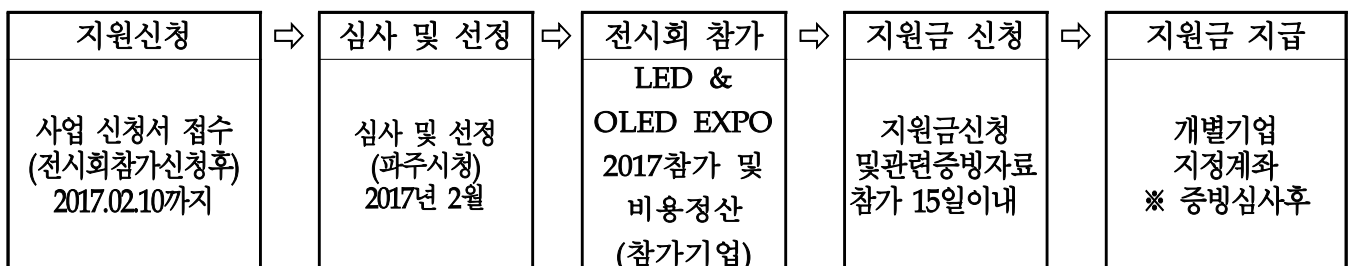 지원신청
사업 신청서 접수
(전시회참가신청후)
2017.02.10까지
⇨
심사 및 선정
심사 및 선정
(파주시청)
2017년 2월
⇨
전시회 참가
LED &
OLED EXPO
2017참가 및
비용정산
(참가기업)
⇨
지원금 신청
지원금신청
및관련증빙자료
참가 15일이내
⇨
지원금 지급
개별기업
지정계좌
※ 증빙심사후